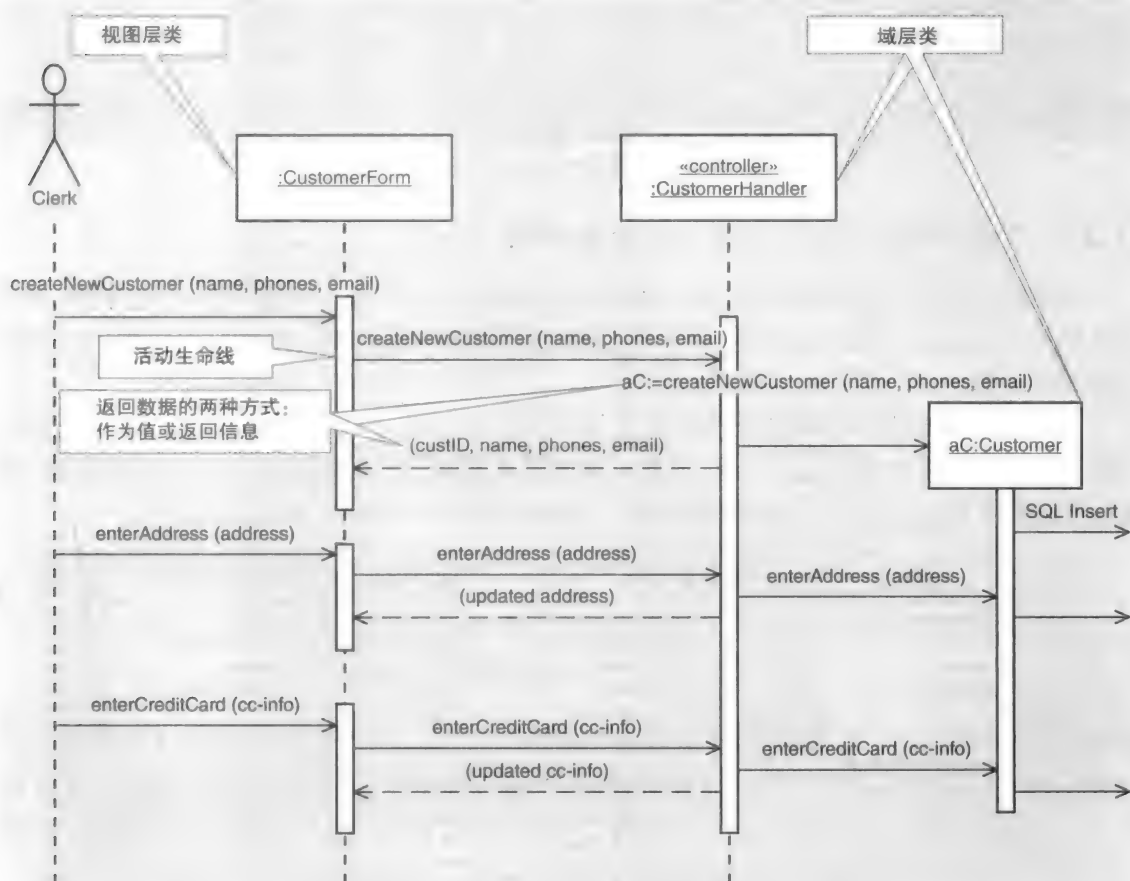 视图层类
域层类
Clerk
:CustomerForm
«controller»
:CustomerHandler
createNewCustomer (name, phones, email)
createNewCustomer (name, phones, email)
活动生命线
aC:=createNewCustomer (name, phones, email)
返回数据的两种方式：
作为值或返回信息
(custID, name, phones, email)
aC:Customer
SQL Insert
enterAddress (address)
enterAddress (address)
enterAddress (address)
(updated address)
enterCreditCard (cc-info)
enterCreditCard (cc-info)
enterCreditCard (cc-info)
(updated cc-info)